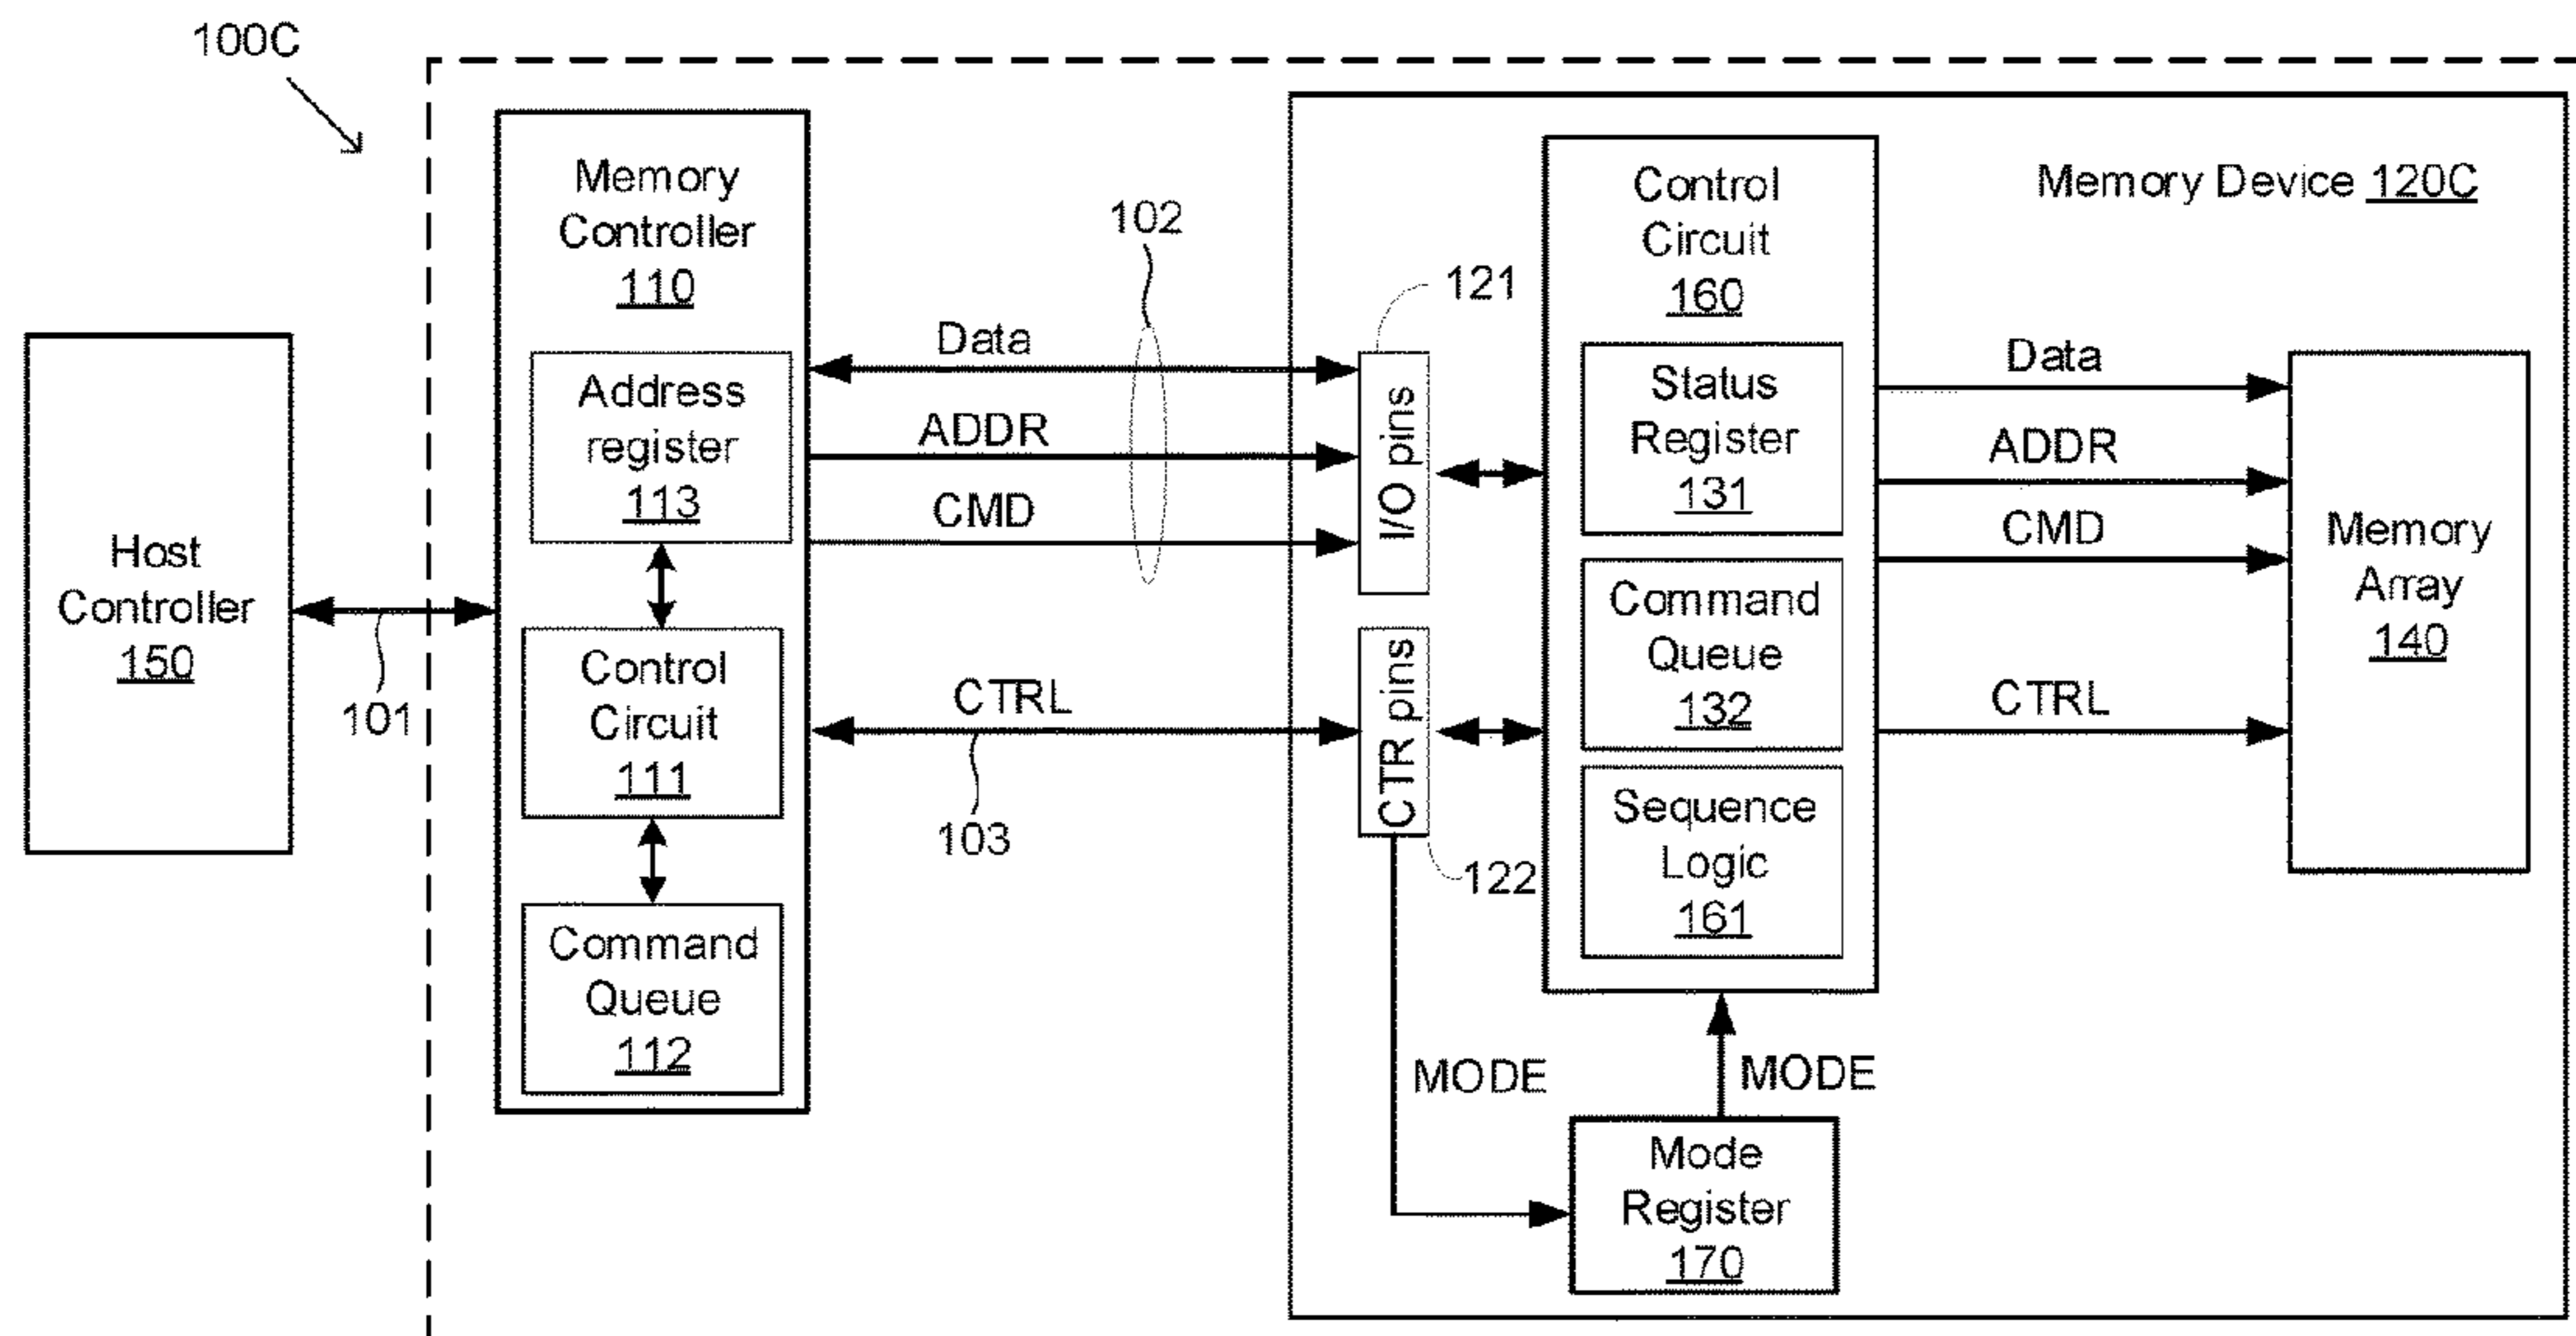 100C
Host
Controller
150
101
Memory
Controller
110
Address
register
113
Control
Circuit
111
Command
Queue
112
102
Data
ADDR
CMD
CTRL
103
Memory Device 120C
121
I/O pins
CTR pins
122
Control
Circuit
160
Status
Register
131
Command
Queue
132
Sequence
Logic
161
Data
ADDR
CMD
CTRL
Memory
Array
140
MODE
MODE
Mode
Register
170